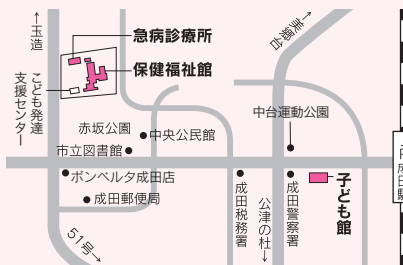 ←玉造
急病診療所
↑美郷台
保健福祉館
こども発達
支援センター
中台運動公園
赤坂公園
中央公民館
市立図書館
ボンベルタ成田店
子ども館
成田郵便局
成田税務署
公津の杜→
成田警察署
51号→